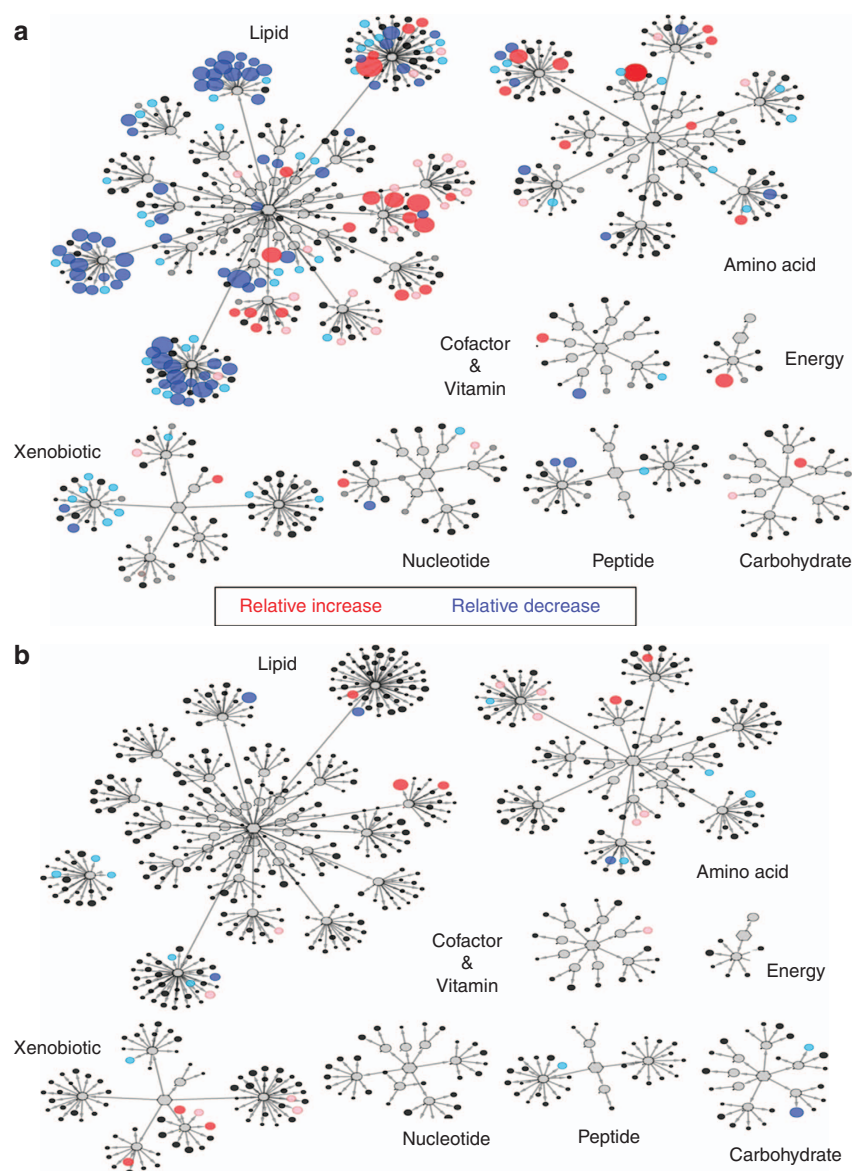 a
Lipid
Amino acid
Cofactor
&
Vitamin
Energy
Xenobiotic
Nucleotide
Peptide
Carbohydrate
Relative increase
Relative decrease
b
Lipid
Amino acid
Cofactor
&
Vitamin
Energy
Xenobiotic
Nucleotide
Peptide
Carbohydrate